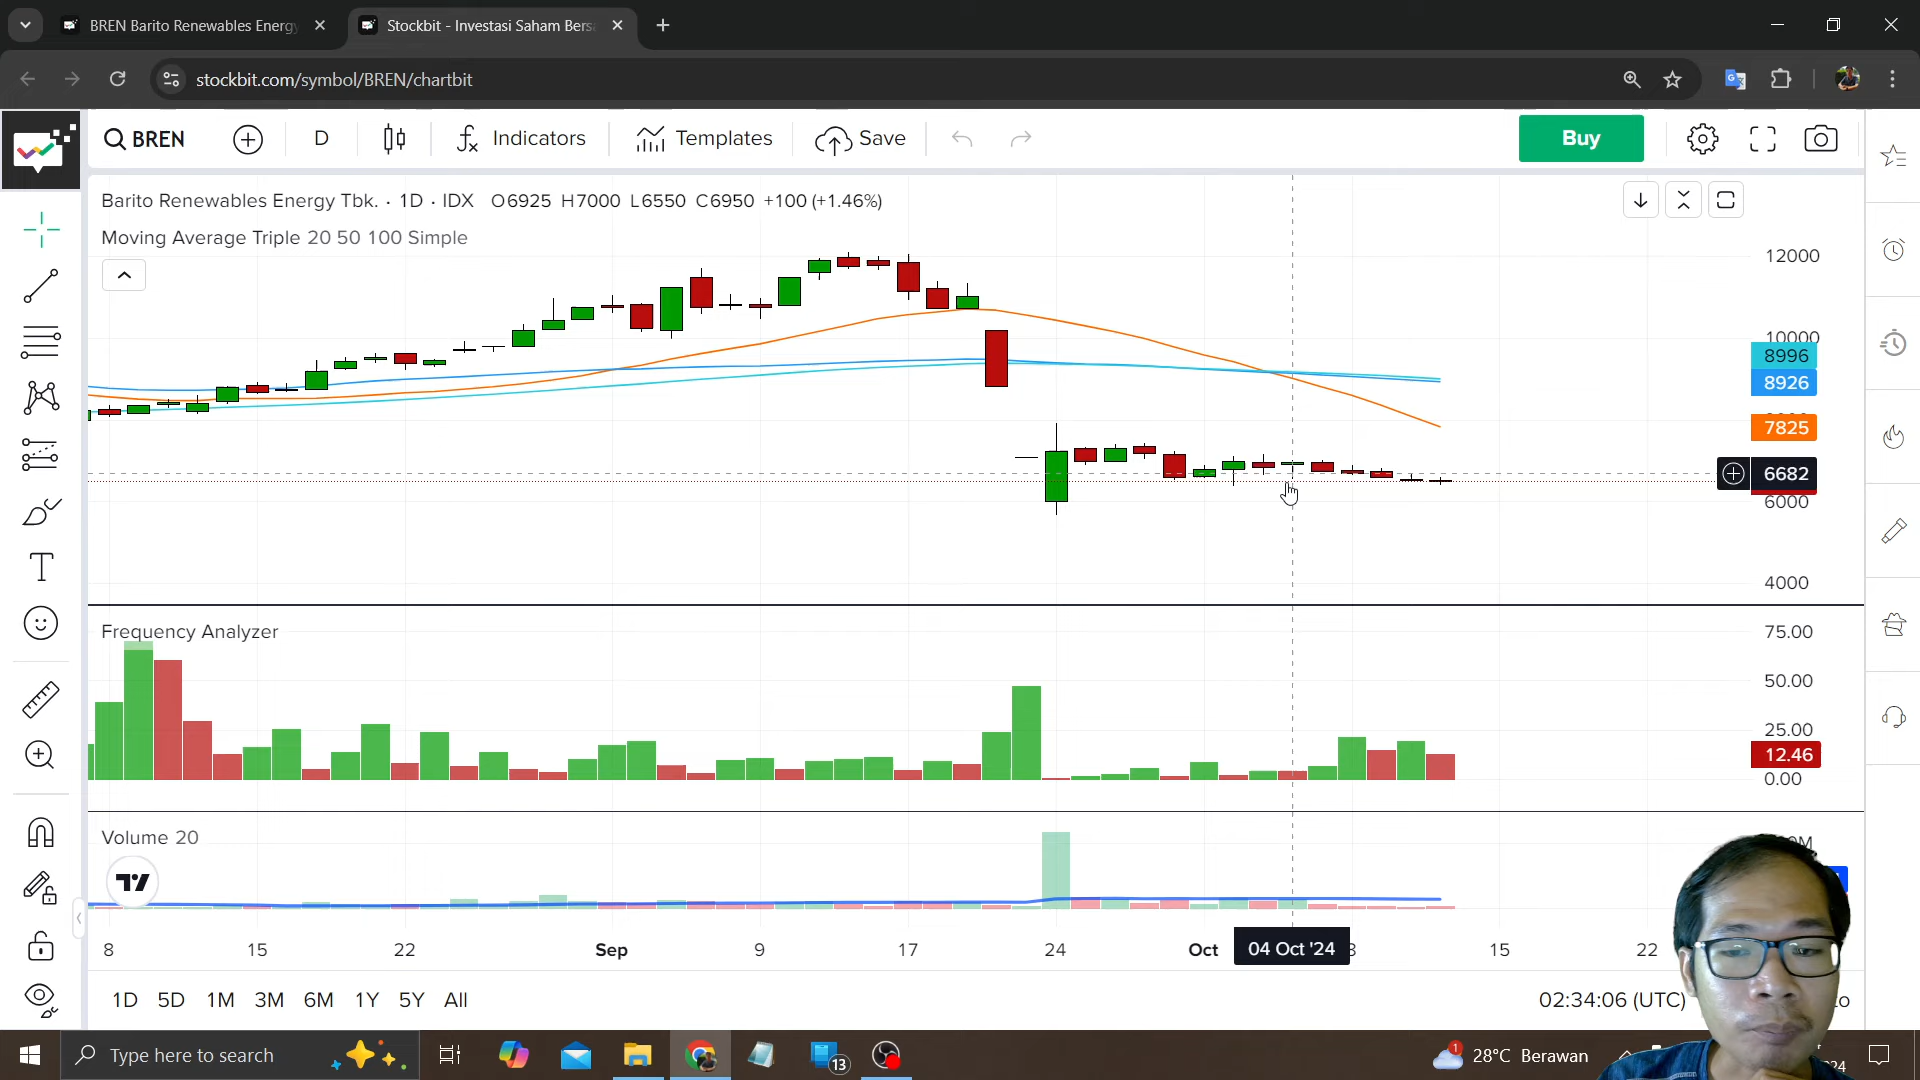 BREN Barito Renewables Energy
Stockbit - Investasi Saham Bers
stockbit.com/symbol/BREN/chartbit
BREN
D
Indicators
Templates
Save
Buy
Barito Renewables Energy Tbk. · 1D · IDX O6925 H7000 L6550 C6950 +100 (+1.46%)
Moving Average Triple 20 50 100 Simple
12000
10000
8996
8926
7825
6682
6000
4000
Frequency Analyzer
75.00
50.00
25.00
12.46
0.00
Volume 20
8 15 22 Sep 9 17 24 Oct 04 Oct '24 8 15 22
1D 5D 1M 3M 6M 1Y 5Y All
02:34:06 (UTC)
Type here to search
13
1
28°C Berawan